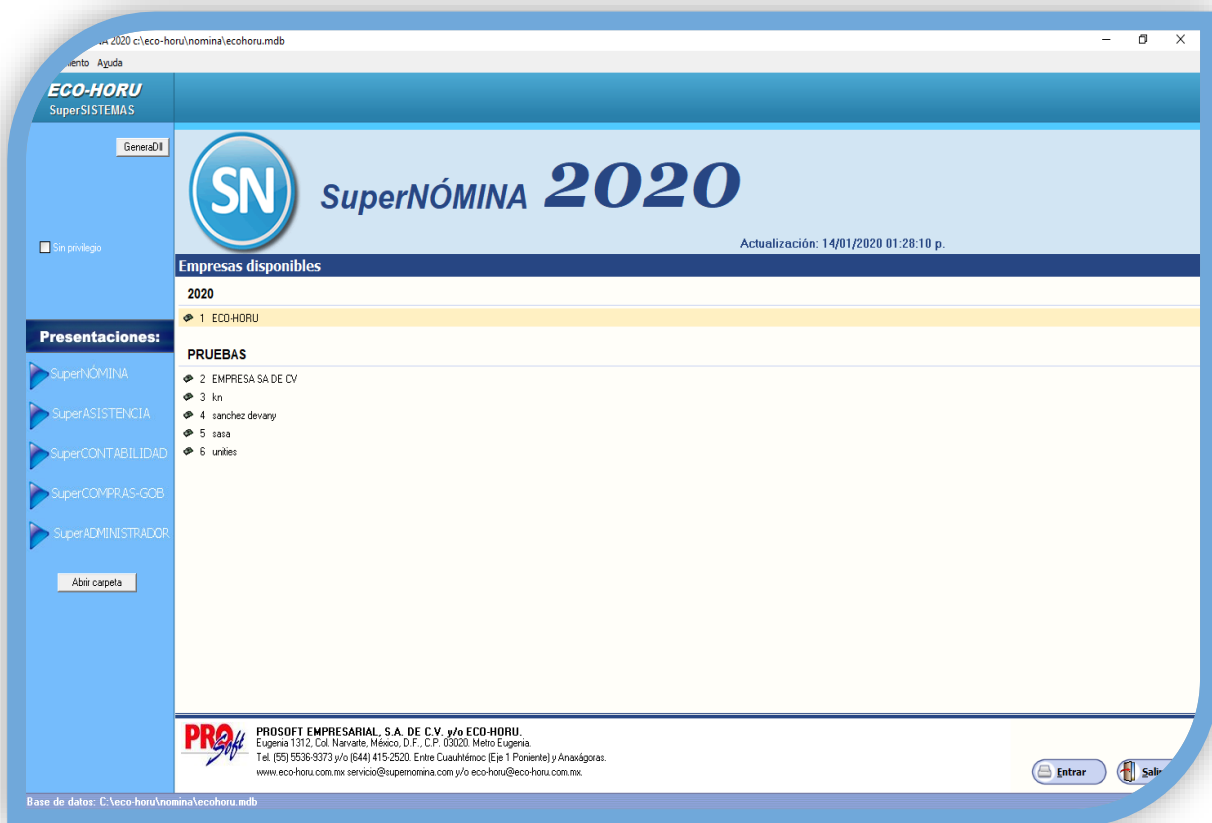 2020 c:\eco-horu\nomina\ecohoru.mdb
Ayuda
ECO-HORU
SuperSISTEMAS
GeneraDll
Sin privilegio
SN
SuperNÓMINA 2020
Actualización: 14/01/2020 01:28:10 p.
Empresas disponibles
2020
1 ECO-HORU
PRUEBAS
2 EMPRESA SA DE CV
3 kn
4 sanchez devany
5 sasa
6 unities
Presentaciones:
SuperNÓMINA
SuperASISTENCIA
SuperCONTABILIDAD
SuperCOMPRAS-GOB
SuperADMINISTRADOR
Abrir carpeta
PROSoft
PROSOFT EMPRESARIAL, S.A. DE C.V. y/o ECO-HORU.
Eugenia 1312, Col. Narvarte, México, D.F., C.P. 03020. Metro Eugenia.
Tel. (55) 5536-9373 y/o (644) 415-2520. Entre Cuauhtémoc (Eje 1 Poniente) y Anaxágoras.
www.eco-horu.com.mx servicio@supernomina.com y/o eco-horu@eco-horu.com.mx.
Entrar
Base de datos: C:\eco-horu\nomina\ecohoru.mdb